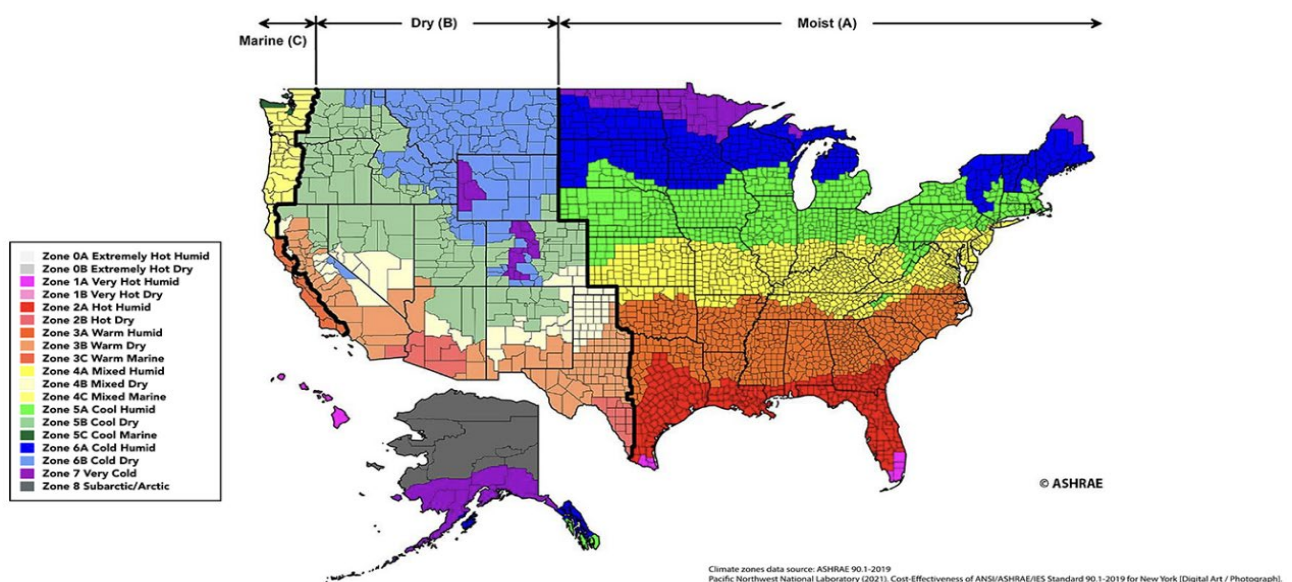 Marine (C)
Dry (B)
Moist (A)
Zone 0A Extremely Hot Humid
Zone 0B Extremely Hot Dry
Zone 1A Very Hot Humid
Zone 1B Very Hot Dry
Zone 2A Hot Humid
Zone 2B Hot Dry
Zone 3A Warm Humid
Zone 3B Warm Dry
Zone 3C Warm Marine
Zone 4A Mixed Humid
Zone 4B Mixed Dry
Zone 4C Mixed Marine
Zone 5A Cool Humid
Zone 5B Cool Dry
Zone 5C Cool Marine
Zone 6A Cold Humid
Zone 6B Cold Dry
Zone 7 Very Cold
Zone 8 Subarctic/Arctic
© ASHRAE
Climate zones data source: ASHRAE 90.1-2019
Pacific Northwest National Laboratory (2021). Cost-Effectiveness of ANSI/ASHRAE/IES Standard 90.1-2019 for New York [Digital Art / Photograph].